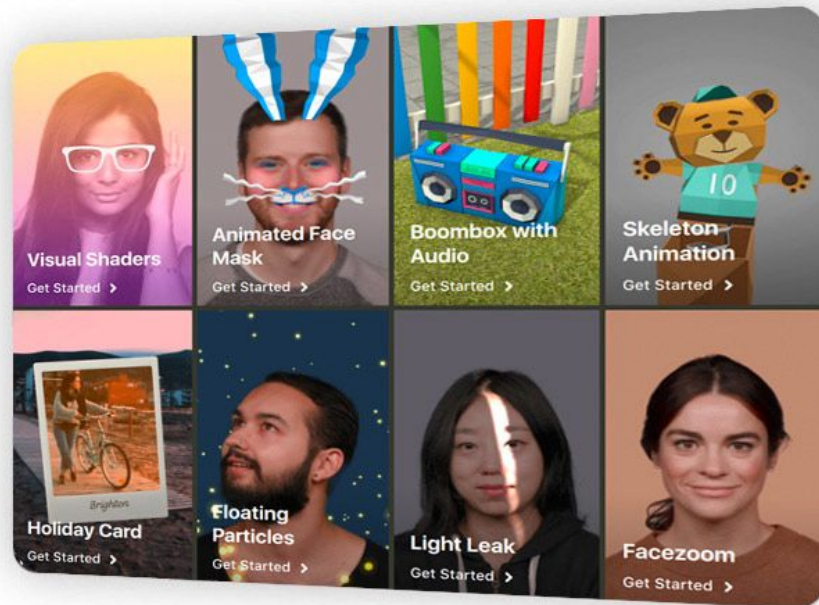 Visual Shaders
Get Started >
Animated Face
Mask
Get Started >
Boombox with
Audio
Get Started >
10
Skeleton
Animation
Get Started >
Brighton
Holiday Card
Get Started >
Floating
Particles
Get Started >
Light Leak
Get Started >
Facezoom
Get Started >